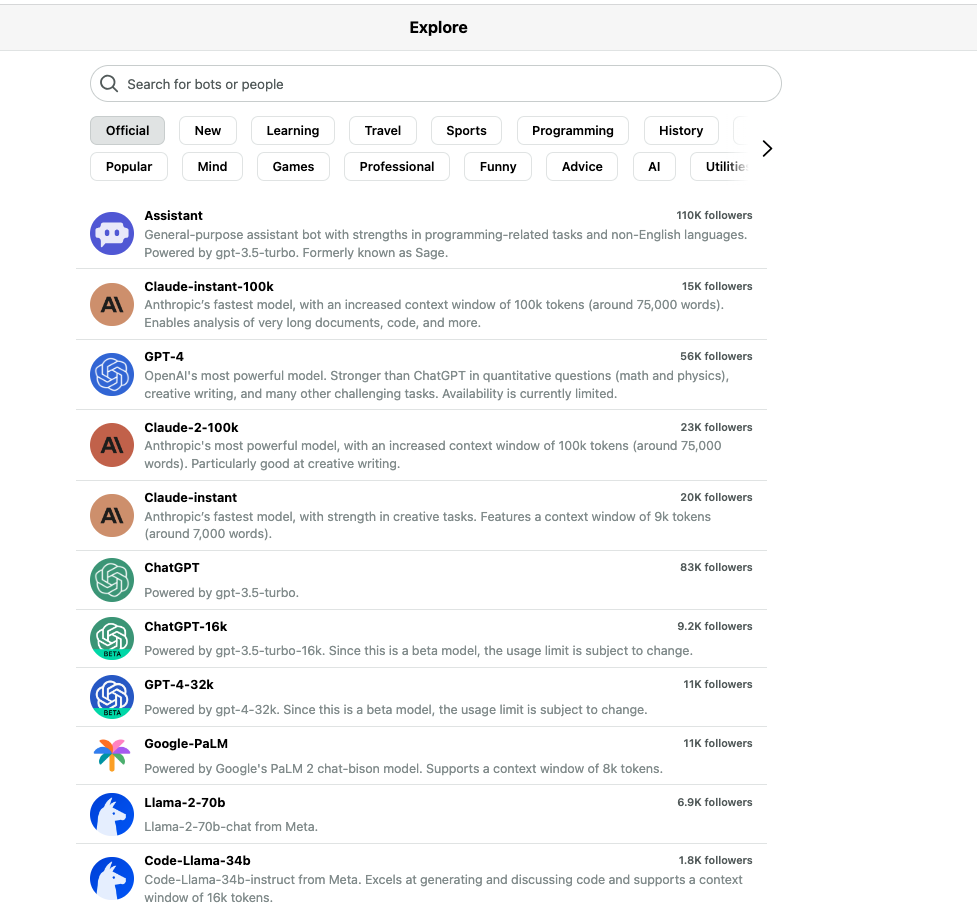 Explore
Search for bots or people
Official New Learning Travel Sports Programming History
Popular Mind Games Professional Funny Advice AI Utilitie
Assistant 110K followers
General-purpose assistant bot with strengths in programming-related tasks and non-English languages.
Powered by gpt-3.5-turbo. Formerly known as Sage.
Claude-instant-100k 15K followers
Anthropic’s fastest model, with an increased context window of 100k tokens (around 75,000 words).
Enables analysis of very long documents, code, and more.
GPT-4 56K followers
OpenAI's most powerful model. Stronger than ChatGPT in quantitative questions (math and physics),
creative writing, and many other challenging tasks. Availability is currently limited.
Claude-2-100k 23K followers
Anthropic's most powerful model, with an increased context window of 100k tokens (around 75,000
words). Particularly good at creative writing.
Claude-instant 20K followers
Anthropic’s fastest model, with strength in creative tasks. Features a context window of 9k tokens
(around 7,000 words).
ChatGPT 83K followers
Powered by gpt-3.5-turbo.
ChatGPT-16k 9.2K followers
BETA
Powered by gpt-3.5-turbo-16k. Since this is a beta model, the usage limit is subject to change.
GPT-4-32k 11K followers
BETA
Powered by gpt-4-32k. Since this is a beta model, the usage limit is subject to change.
Google-PaLM 11K followers
Powered by Google's PaLM 2 chat-bison model. Supports a context window of 8k tokens.
Llama-2-70b 6.9K followers
Llama-2-70b-chat from Meta.
Code-Llama-34b 1.8K followers
Code-Llama-34b-instruct from Meta. Excels at generating and discussing code and supports a context
window of 16k tokens.